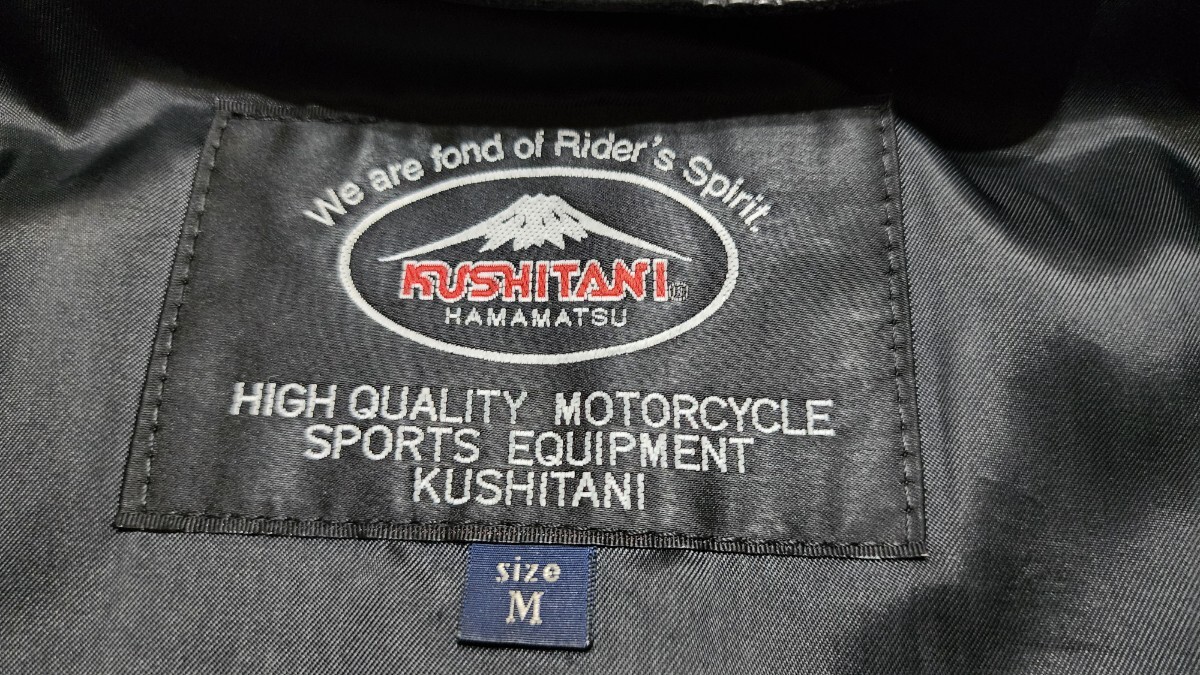 We are fond of Rider's Spirit.
KUSHITANI®
HAMAMATSU
HIGH QUALITY MOTORCYCLE
SPORTS EQUIPMENT
KUSHITANI
size
M